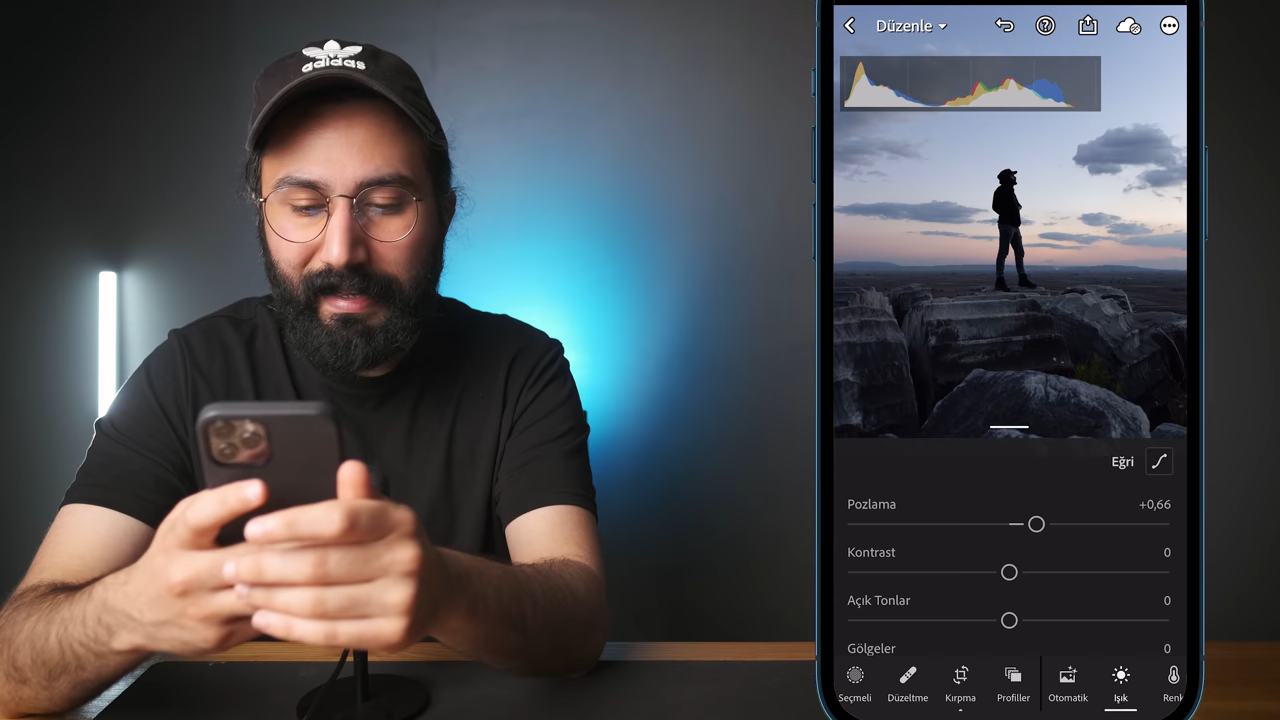 adidas
Düzenle
Eğri
Pozlama +0,66
Kontrast 0
Açık Tonlar 0
Gölgeler 0
Seçmeli Düzeltme Kırpma Profiller Otomatik Işık Renk